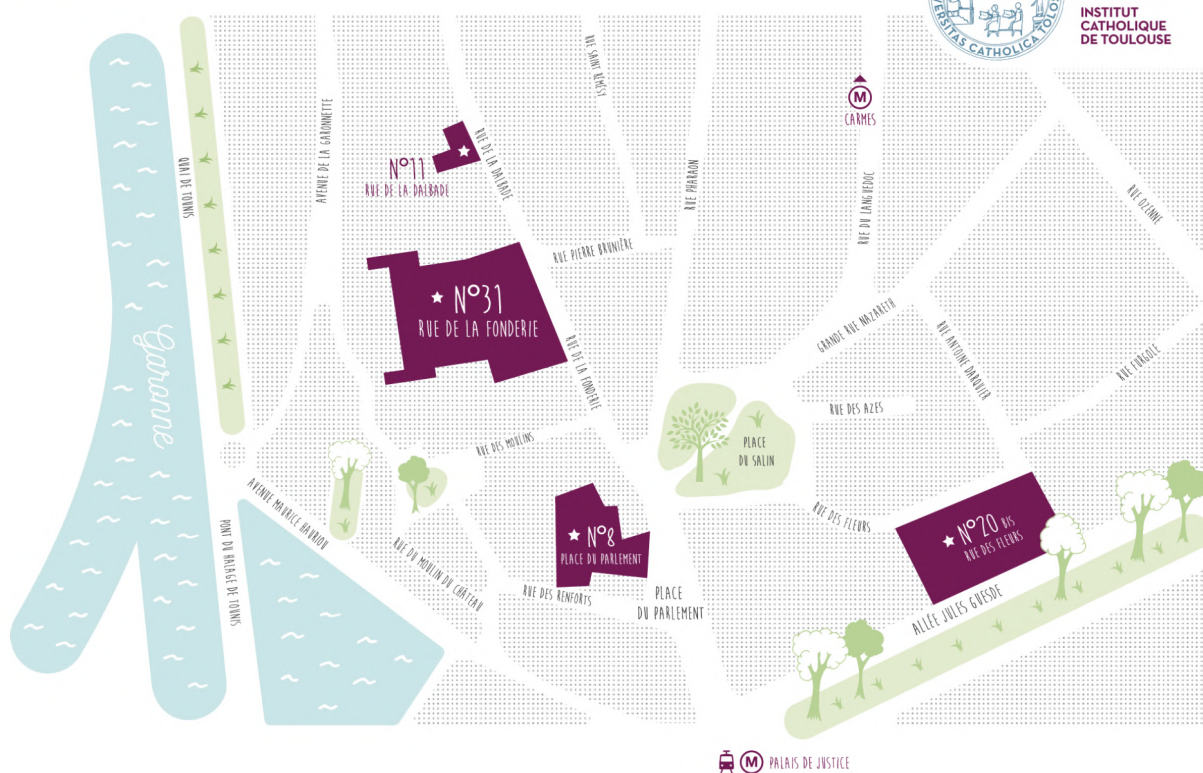 INSTITUT
CATHOLIQUE
DE TOULOUSE
CATHOLICA
M
CARMES
RUE SAINT RÉMÉSY
AVENUE DE LA GARONNETTE
RUE DE LA DALBADE
N°11
RUE DE LA DALBADE
QUAI DE TOUNIS
RUE PHARAON
RUE DU LANGUEDOC
RUE OZENNE
RUE PIERRE BRUNIÈRE
N°31
RUE DE LA FONDERIE
RUE DE LA FONDERIE
Garonne
GRANDE RUE NAZARETH
RUE ANTOINE DARQUIER
RUE FURGOLE
RUE DES AZES
RUE DES MOULINS
PLACE
DU SALIN
AVENUE MAURICE HAURIOU
PONT DU HALAGE DE TOUNIS
RUE DU MOULIN DU CHÂTEAU
N°8
PLACE DU PARLEMENT
RUE DES FLEURS
N°20 BIS
RUE DES FLEURS
RUE DES RENFORTS
PLACE
DU PARLEMENT
ALLÉE JULES GUESDE
M PALAIS DE JUSTICE